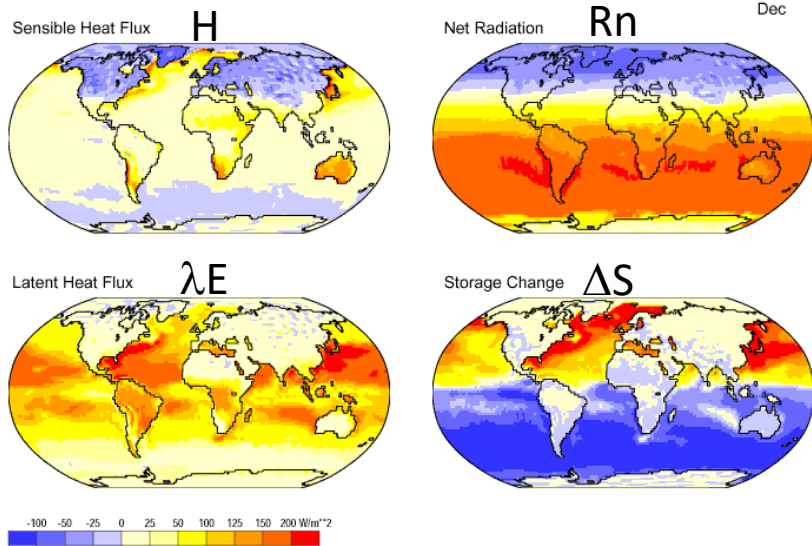 Dec
Sensible Heat Flux H
Net Radiation Rn
Latent Heat Flux λE
Storage Change ΔS
-100 -50 -25 0 25 50 100 125 150 200 W/m**2